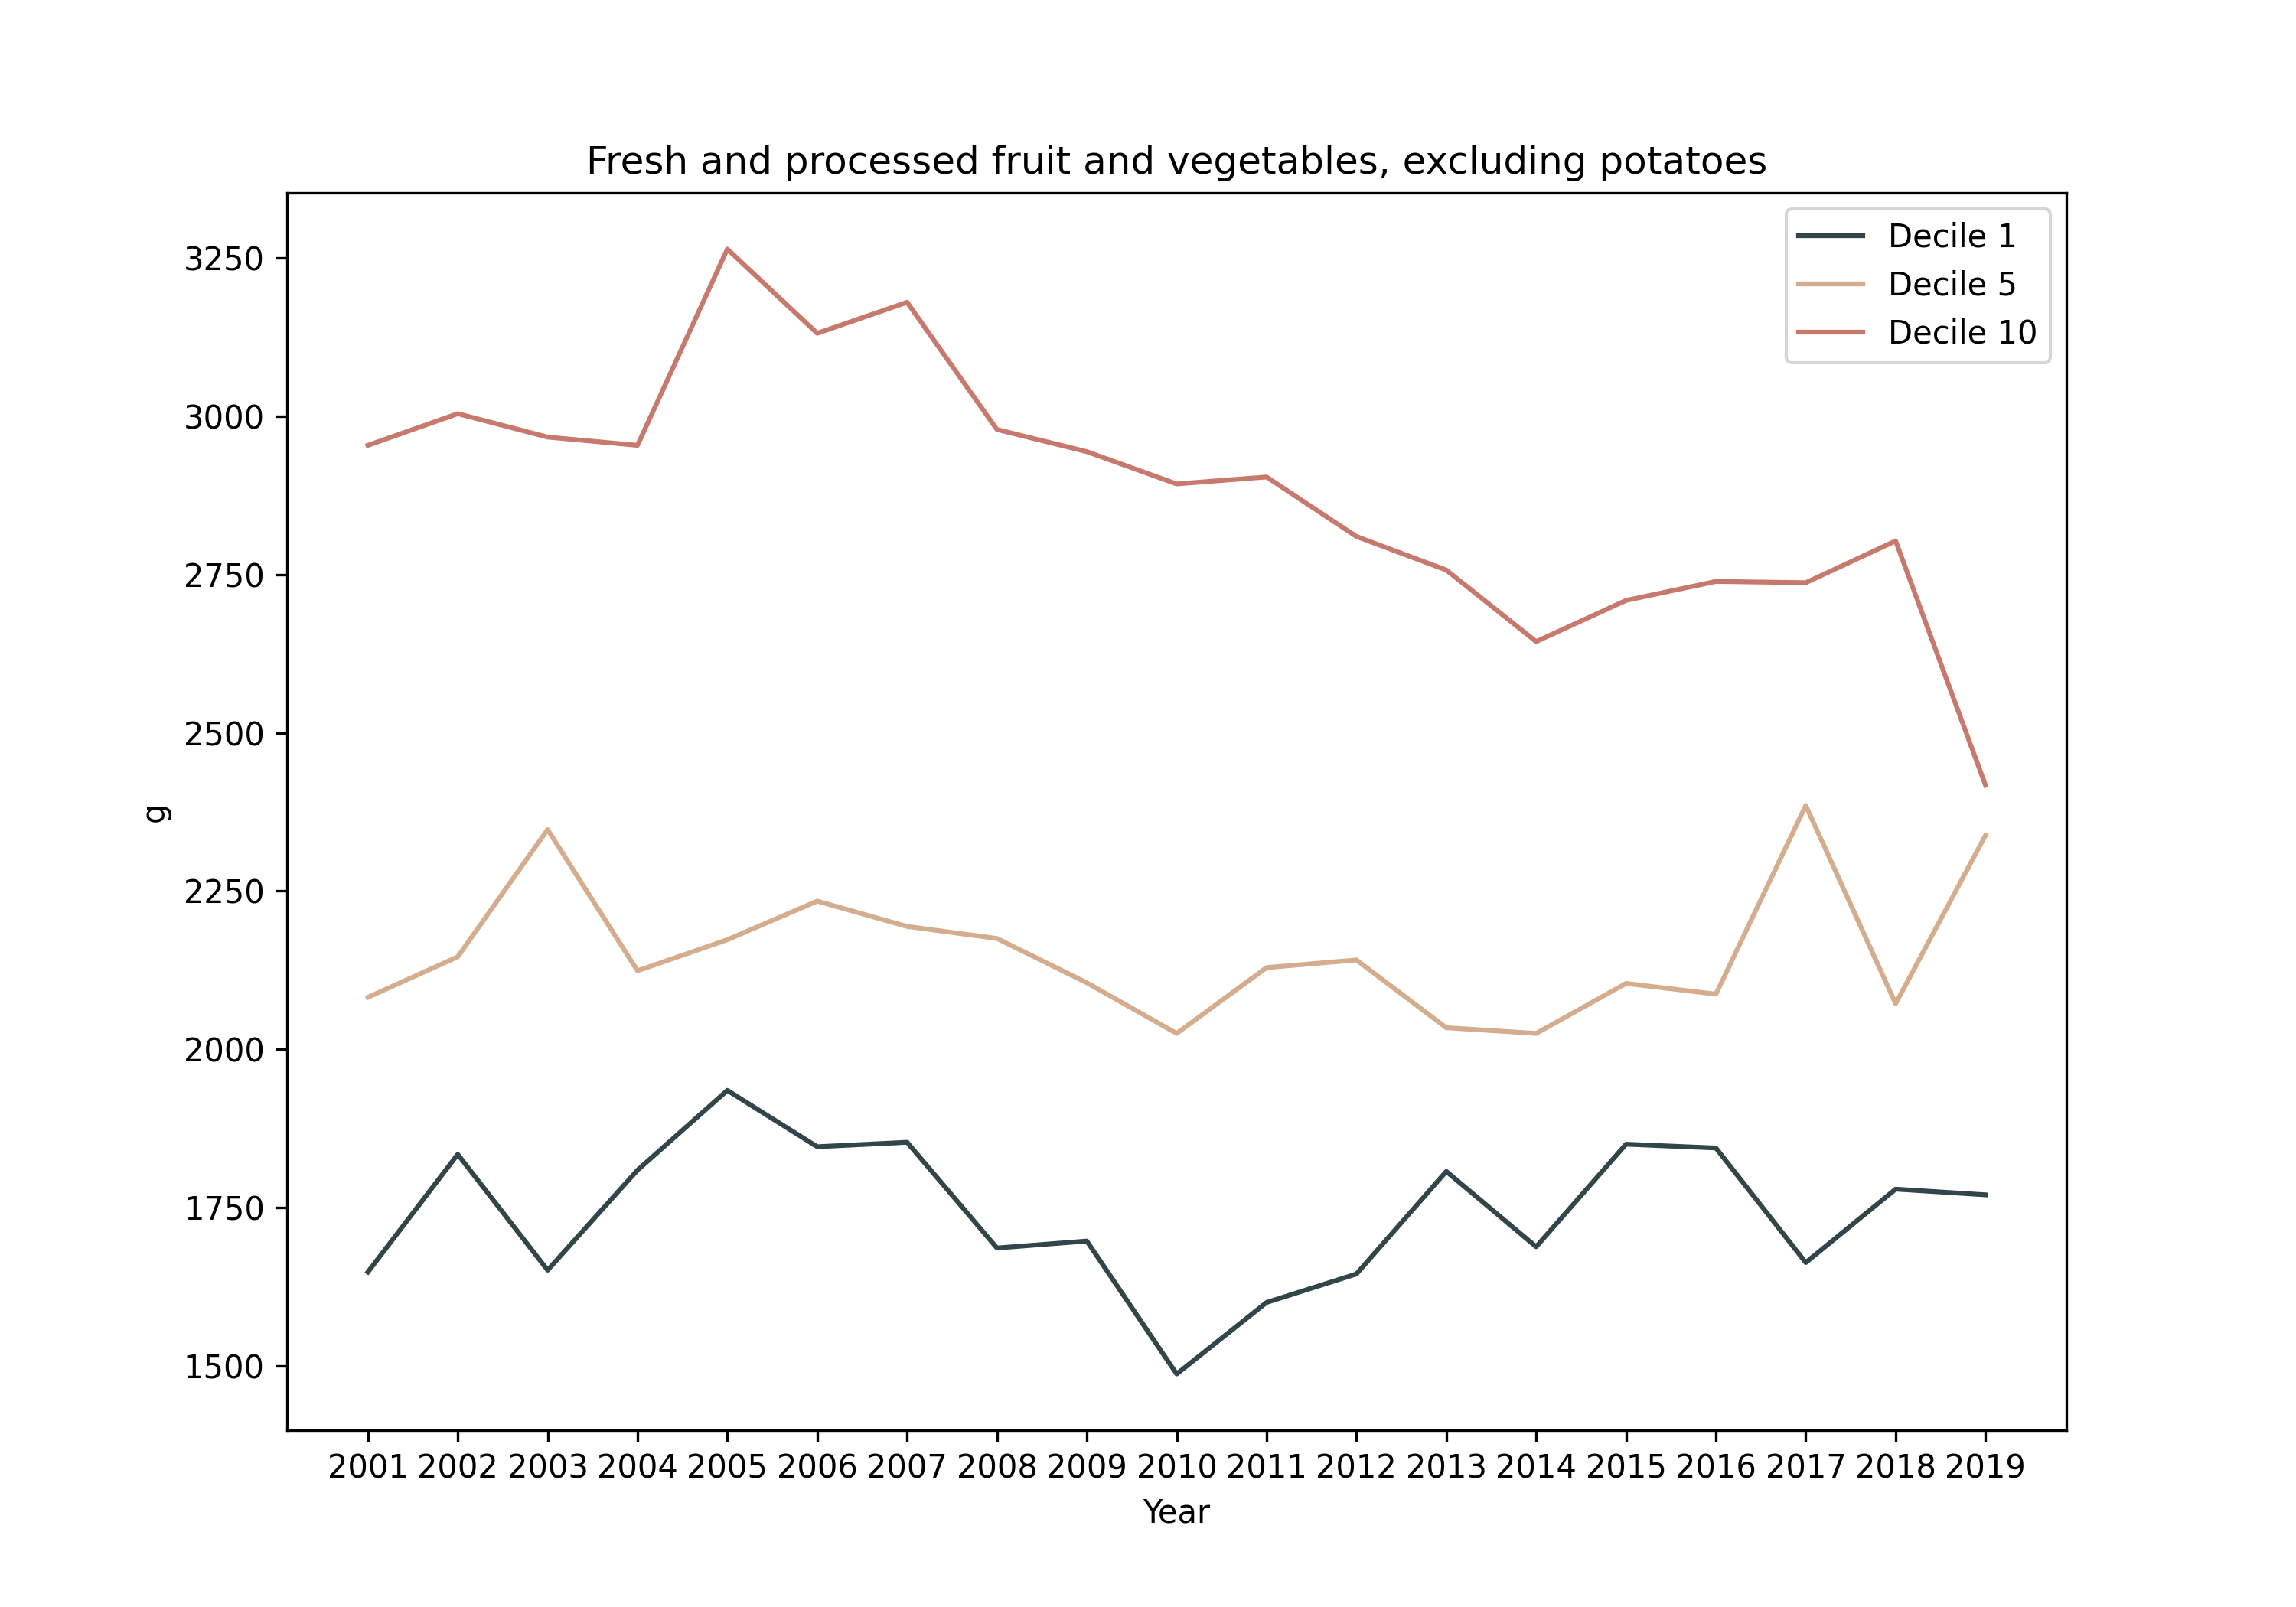 Fresh and processed fruit and vegetables, excluding potatoes
Decile 1
Decile 5
Decile 10
3250
3000
2750
2500
2250
2000
1750
1500
g
2001 2002 2003 2004 2005 2006 2007 2008 2009 2010 2011 2012 2013 2014 2015 2016 2017 2018 2019
Year